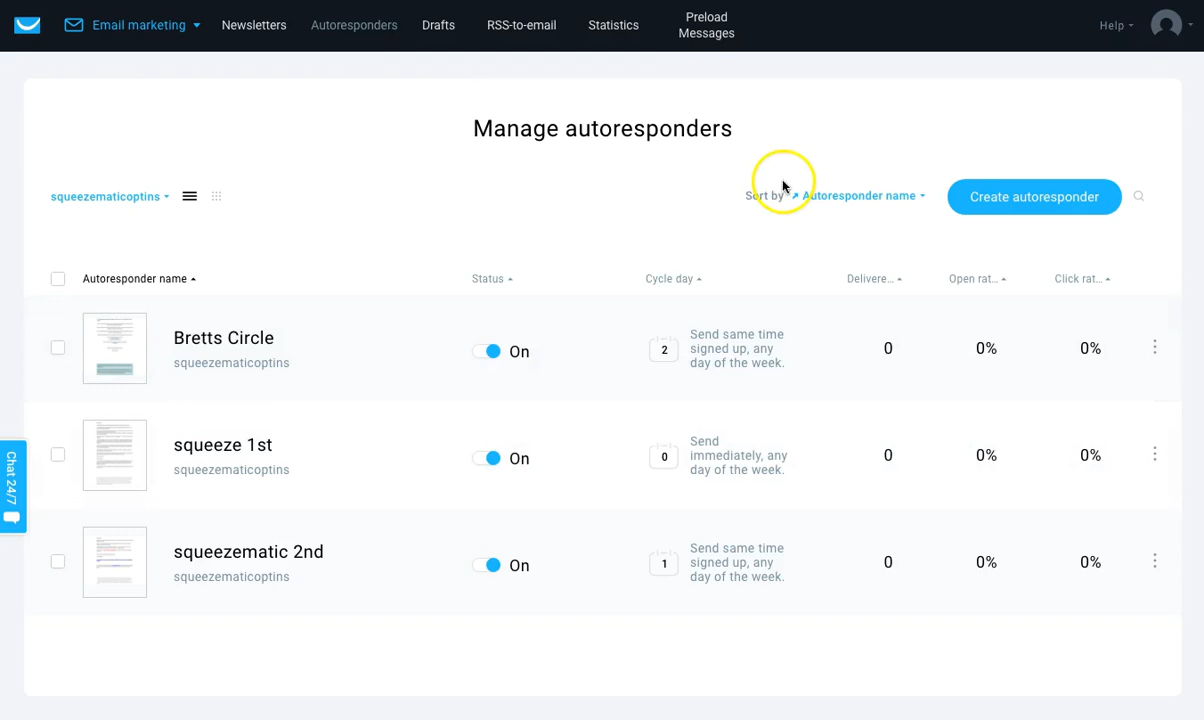 Email marketing
Newsletters
Autoresponders
Drafts
RSS-to-email
Statistics
Preload
Messages
Help
Manage autoresponders
squeezematicoptins
Sort by
Autoresponder name
Create autoresponder
Autoresponder name
Status
Cycle day
Delivere...
Open rat...
Click rat...
Bretts Circle
squeezematicoptins
On
2
Send same time
signed up, any
day of the week.
0
0%
0%
squeeze 1st
squeezematicoptins
On
0
Send
immediately, any
day of the week.
0
0%
0%
squeezematic 2nd
squeezematicoptins
On
1
Send same time
signed up, any
day of the week.
0
0%
0%
Chat 24/7